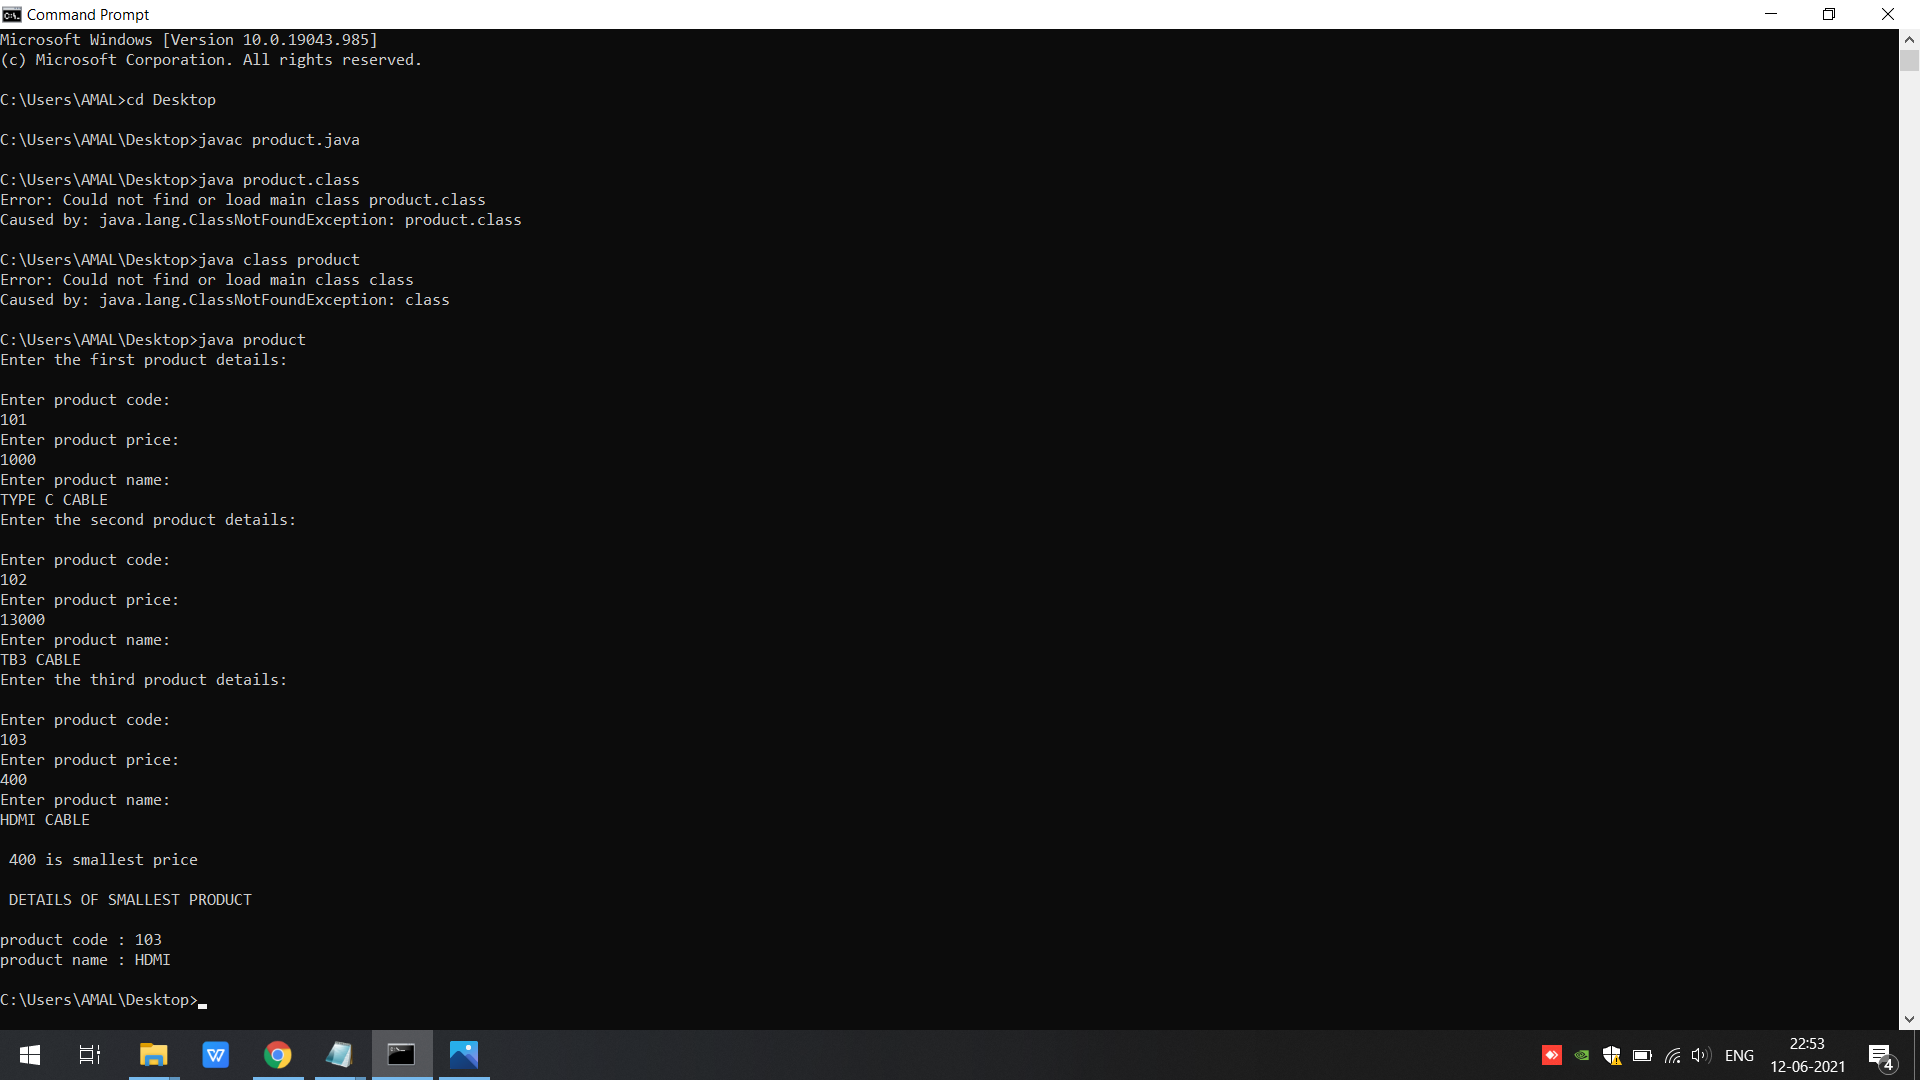 Command Prompt
Microsoft Windows [Version 10.0.19043.985]
(c) Microsoft Corporation. All rights reserved.
C:\Users\AMAL>cd Desktop
C:\Users\AMAL\Desktop>javac product.java
C:\Users\AMAL\Desktop>java product.class
Error: Could not find or load main class product.class
Caused by: java.lang.ClassNotFoundException: product.class
C:\Users\AMAL\Desktop>java class product
Error: Could not find or load main class class
Caused by: java.lang.ClassNotFoundException: class
C:\Users\AMAL\Desktop>java product
Enter the first product details:
Enter product code:
101
Enter product price:
1000
Enter product name:
TYPE C CABLE
Enter the second product details:
Enter product code:
102
Enter product price:
13000
Enter product name:
TB3 CABLE
Enter the third product details:
Enter product code:
103
Enter product price:
400
Enter product name:
HDMI CABLE
400 is smallest price
DETAILS OF SMALLEST PRODUCT
product code : 103
product name : HDMI
C:\Users\AMAL\Desktop>
ENG
22:53
12-06-2021
4